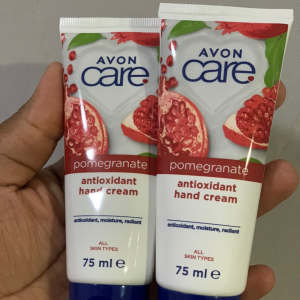 AVON
care
pomegranate
antioxidant
hand cream
antioxidant, moisture, radiant
ALL
SKIN TYPES
75 ml e
AVON
care
pomegranate
antioxidant
hand cream
antioxidant, moisture, radiant
ALL
SKIN TYPES
75 ml e